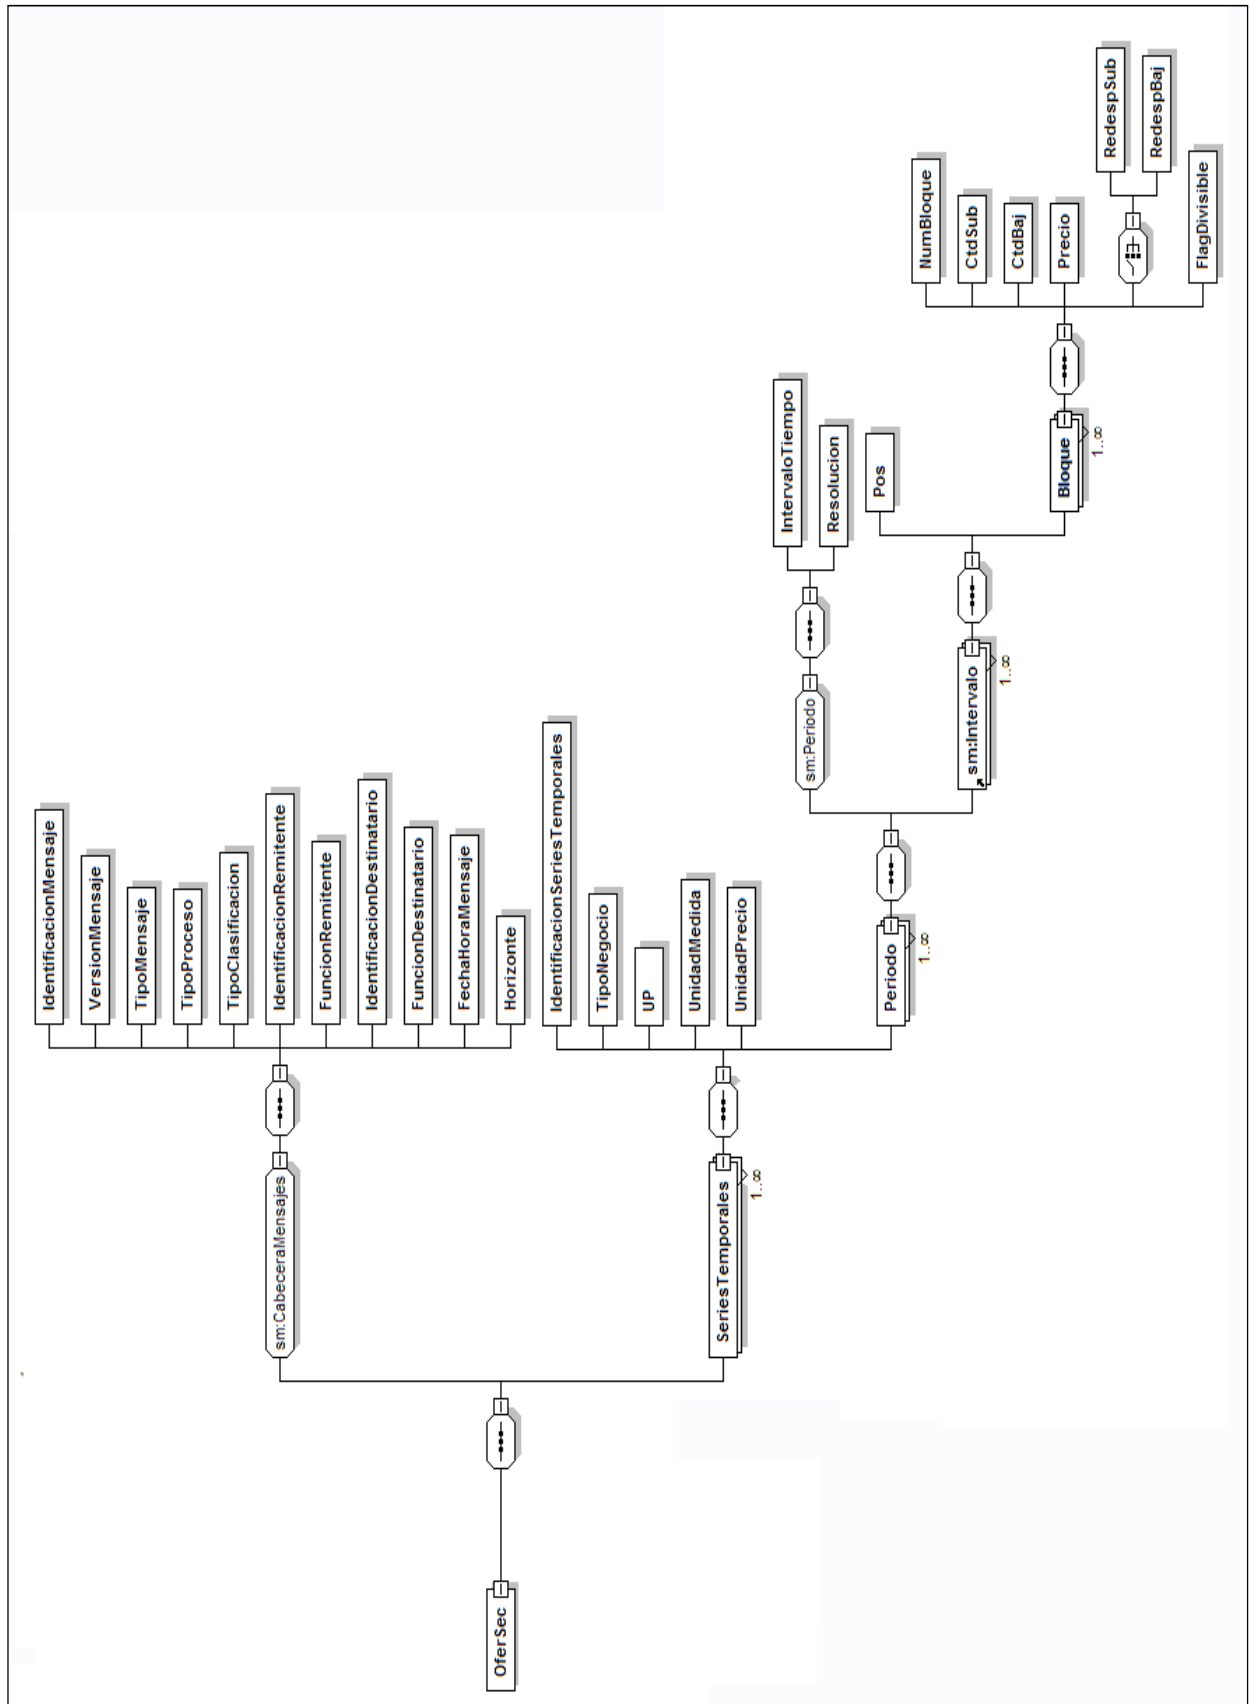 OferSec
sm:CabeceraMensajes
IdentificacionMensaje
VersionMensaje
TipoMensaje
TipoProceso
TipoClasificacion
IdentificacionRemitente
FuncionRemitente
IdentificacionDestinatario
FuncionDestinatario
FechaHoraMensaje
Horizonte
SeriesTemporales
1..∞
IdentificacionSeriesTemporales
TipoNegocio
UP
UnidadMedida
UnidadPrecio
Periodo
1..∞
sm:Periodo
IntervaloTiempo
Resolucion
sm:Intervalo
1..∞
Pos
Bloque
1..∞
NumBloque
CtdSub
CtdBaj
Precio
RedespSub
RedespBaj
FlagDivisible